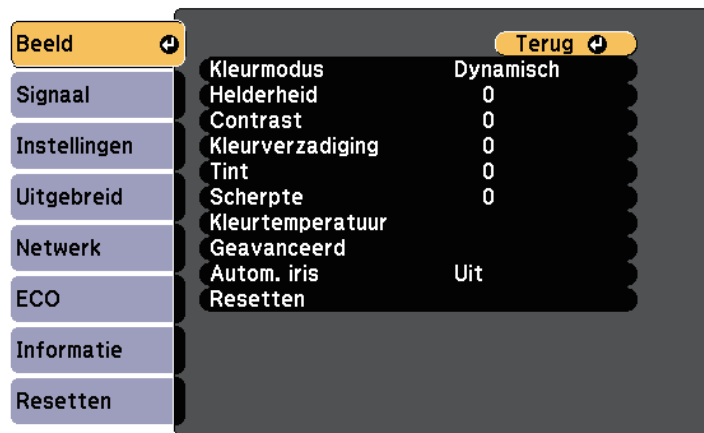 Beeld
Signaal
Instellingen
Uitgebreid
Netwerk
ECO
Informatie
Resetten
Terug
Kleurmodus Dynamisch
Helderheid 0
Contrast 0
Kleurverzadiging 0
Tint 0
Scherpte 0
Kleurtemperatuur
Geavanceerd
Autom. iris Uit
Resetten